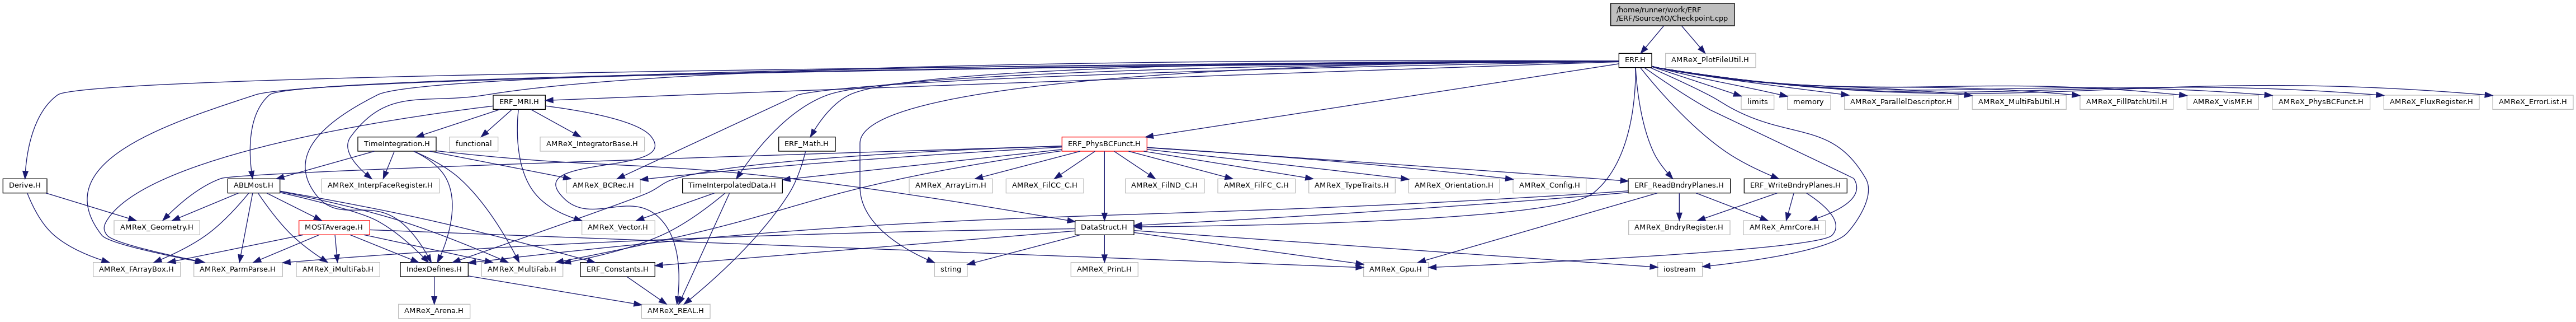 /home/runner/work/ERF
/ERF/Source/IO/Checkpoint.cpp
ERF.H
AMReX_PlotFileUtil.H
ERF_MRI.H
limits
memory
AMReX_ParallelDescriptor.H
AMReX_MultiFabUtil.H
AMReX_FillPatchUtil.H
AMReX_VisMF.H
AMReX_PhysBCFunct.H
AMReX_FluxRegister.H
AMReX_ErrorList.H
TimeIntegration.H
functional
AMReX_IntegratorBase.H
ERF_Math.H
ERF_PhysBCFunct.H
Derive.H
ABLMost.H
AMReX_InterpFaceRegister.H
AMReX_BCRec.H
TimeInterpolatedData.H
AMReX_ArrayLim.H
AMReX_FilCC_C.H
AMReX_FilND_C.H
AMReX_FilFC_C.H
AMReX_TypeTraits.H
AMReX_Orientation.H
AMReX_Config.H
ERF_ReadBndryPlanes.H
ERF_WriteBndryPlanes.H
AMReX_Geometry.H
MOSTAverage.H
AMReX_Vector.H
DataStruct.H
AMReX_BndryRegister.H
AMReX_AmrCore.H
AMReX_FArrayBox.H
AMReX_ParmParse.H
AMReX_iMultiFab.H
IndexDefines.H
AMReX_MultiFab.H
ERF_Constants.H
string
AMReX_Print.H
AMReX_Gpu.H
iostream
AMReX_Arena.H
AMReX_REAL.H